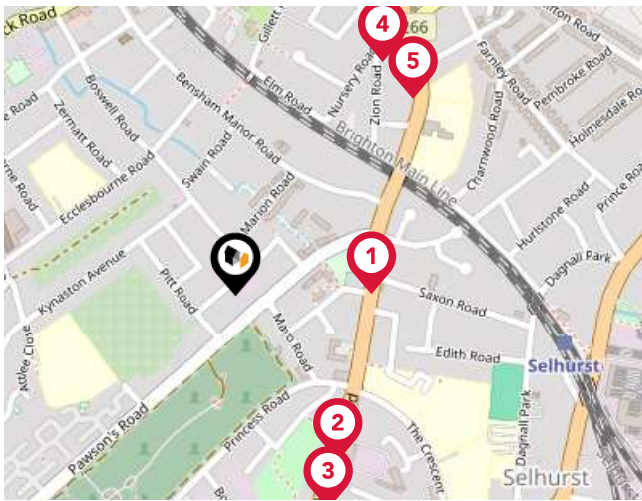 ck Road
Gillett
4
266
5
Nursery Road
Zion Road
Farnley Road
Pembroke Road
Holmesdale Road
Boswell Road
Bensham Manor Road
Elm Road
Zermatt Road
Swain Road
Brighton Main Line
Charnwood Road
Ecclesbourne Road
Marion Road
Hurlstone Road
Prince Road
Dagnall Park
1
Kynaston Avenue
Pitt Road
Saxon Road
Attlee Close
Maro Road
Edith Road
Selhurst
Dagnall Park
Pawson's Road
Princess Road
2
The Crescent
3
Selhurst